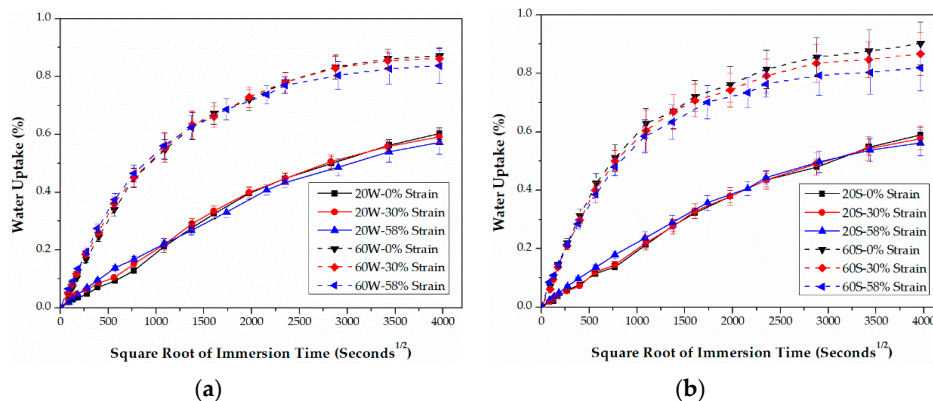 1.0
0.8
0.6
0.4
0.2
0.0
Water Uptake (%)
20W-0% Strain
20W-30% Strain
20W-58% Strain
60W-0% Strain
60W-30% Strain
60W-58% Strain
0 500 1000 1500 2000 2500 3000 3500 4000
Square Root of Immersion Time (Seconds^1/2)
(a)
1.0
0.8
0.6
0.4
0.2
0.0
Water Uptake (%)
20S-0% Strain
20S-30% Strain
20S-58% Strain
60S-0% Strain
60S-30% Strain
60S-58% Strain
0 500 1000 1500 2000 2500 3000 3500 4000
Square Root of Immersion Time (Seconds^1/2)
(b)